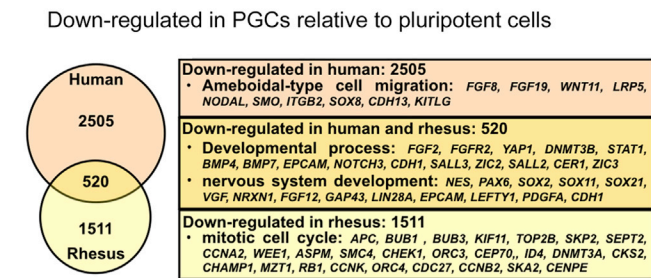 Down-regulated in PGCs relative to pluripotent cells
Human
2505
520
1511
Rhesus
Down-regulated in human: 2505
• Ameboidal-type cell migration: FGF8, FGF19, WNT11, LRP5,
NODAL, SMO, ITGB2, SOX8, CDH13, KITLG
Down-regulated in human and rhesus: 520
• Developmental process: FGF2, FGFR2, YAP1, DNMT3B, STAT1,
BMP4, BMP7, EPCAM, NOTCH3, CDH1, SALL3, ZIC2, SALL2, CER1, ZIC3
• nervous system development: NES, PAX6, SOX2, SOX11, SOX21,
VGF, NRXN1, FGF12, GAP43, LIN28A, EPCAM, LEFTY1, PDGFA, CDH1
Down-regulated in rhesus: 1511
• mitotic cell cycle: APC, BUB1 , BUB3, KIF11, TOP2B, SKP2, SEPT2,
CCNA2, WEE1, ASPM, SMC4, CHEK1, ORC3, CEP70,, ID4, DNMT3A, CKS2,
CHAMP1, MZT1, RB1, CCNK, ORC4, CDC27, CCNB2, SKA2, CENPE